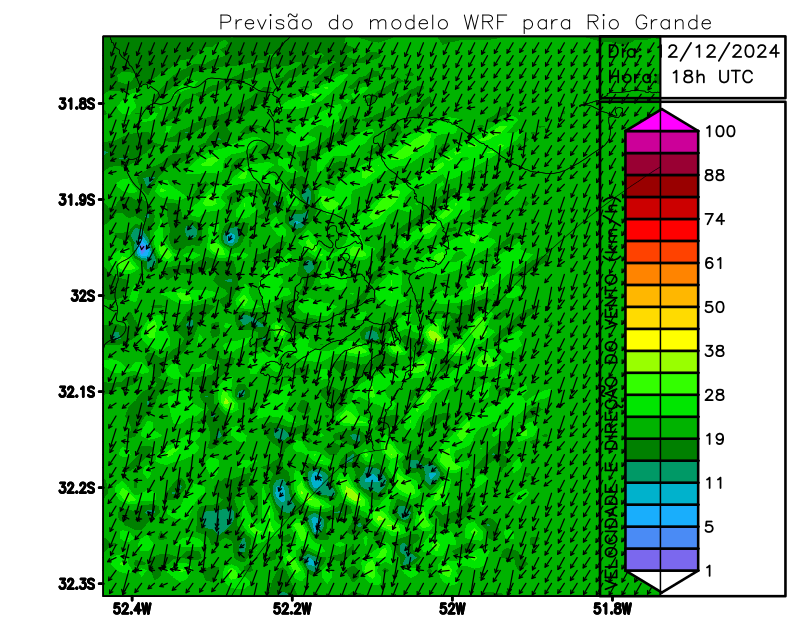 Previsão do modelo WRF para Rio Grande
Dia: 12/12/2024
Hora: 18h UTC
31.8S
31.9S
32S
32.1S
32.2S
32.3S
52.4W
52.2W
52W
51.8W
VELOCIDADE E DIREÇÃO DO VENTO (km/h)
100
88
74
61
50
38
28
19
11
5
1